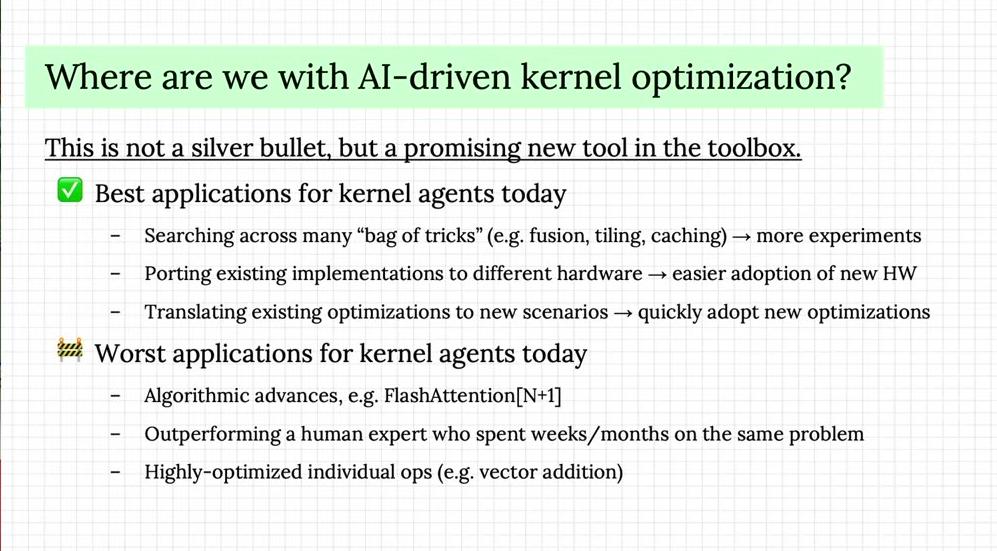 Where are we with AI-driven kernel optimization?
This is not a silver bullet, but a promising new tool in the toolbox.
✅ Best applications for kernel agents today
– Searching across many “bag of tricks” (e.g. fusion, tiling, caching) → more experiments
– Porting existing implementations to different hardware → easier adoption of new HW
– Translating existing optimizations to new scenarios → quickly adopt new optimizations
🚧 Worst applications for kernel agents today
– Algorithmic advances, e.g. FlashAttention[N+1]
– Outperforming a human expert who spent weeks/months on the same problem
– Highly-optimized individual ops (e.g. vector addition)